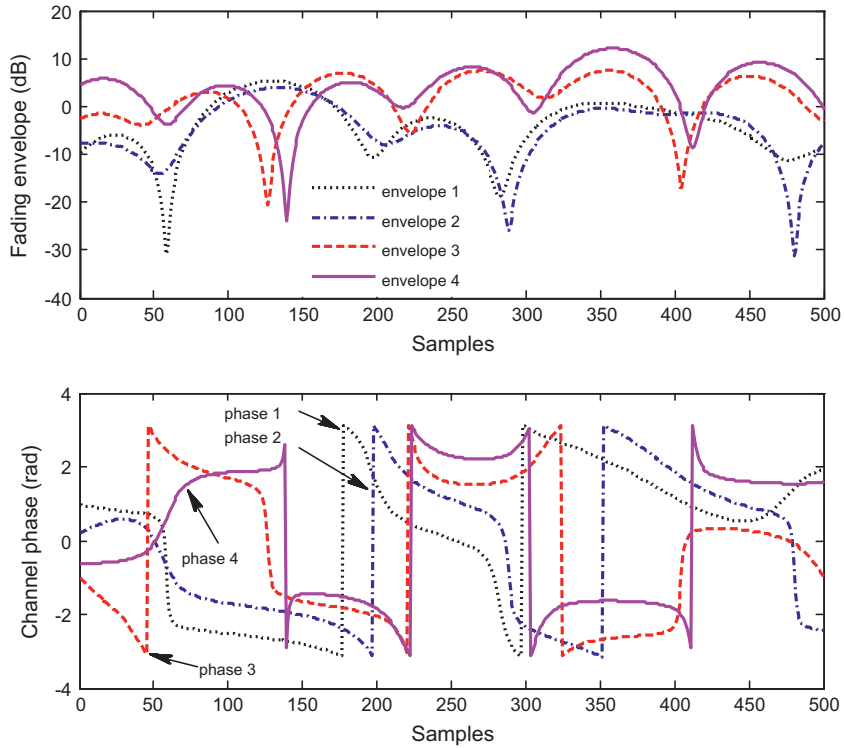 20
10
0
-10
-20
-30
-40
Fading envelope (dB)
envelope 1
envelope 2
envelope 3
envelope 4
0 50 100 150 200 250 300 350 400 450 500
Samples
4
2
0
-2
-4
Channel phase (rad)
phase 1
phase 2
phase 4
phase 3
0 50 100 150 200 250 300 350 400 450 500
Samples